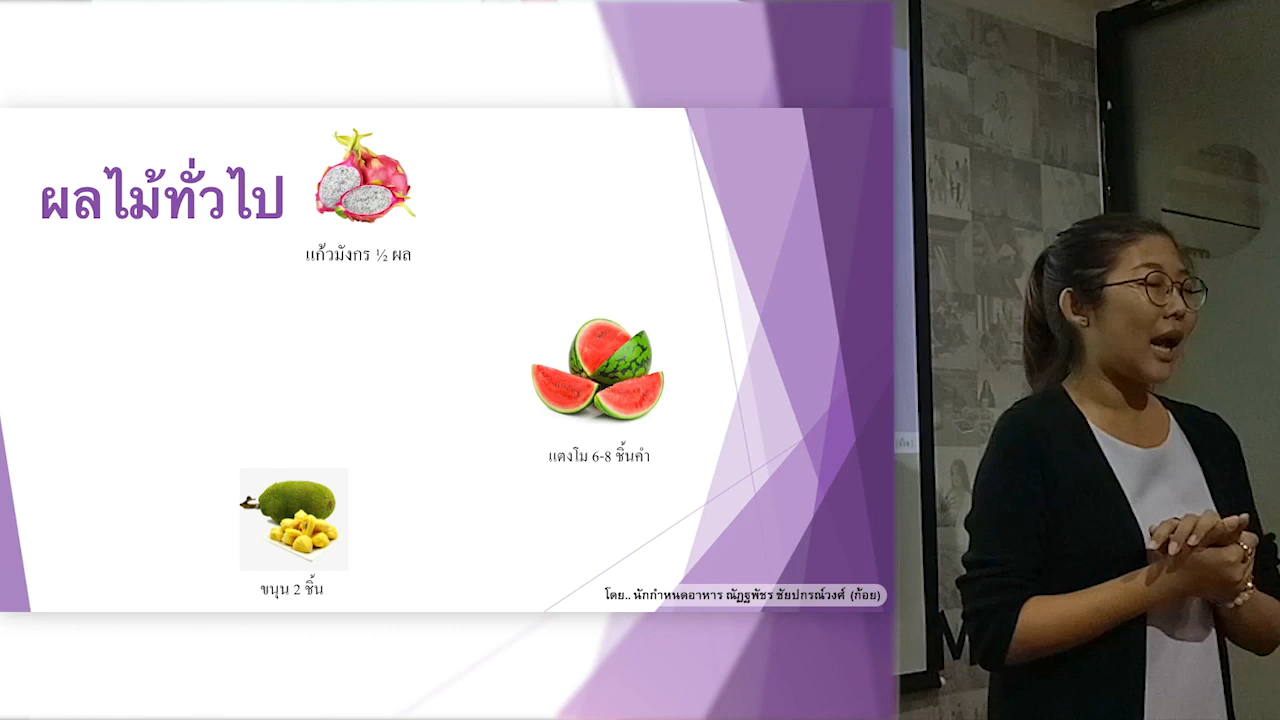 ผลไม้ทั่วไป
แก้วมังกร ½ ผล
แตงโม 6-8 ชิ้นคำ
ขนุน 2 ชิ้น
โดย.. นักกำหนดอาหาร ณัฏฐพัชร ชัยปกรณ์วงศ์ (ก้อย)